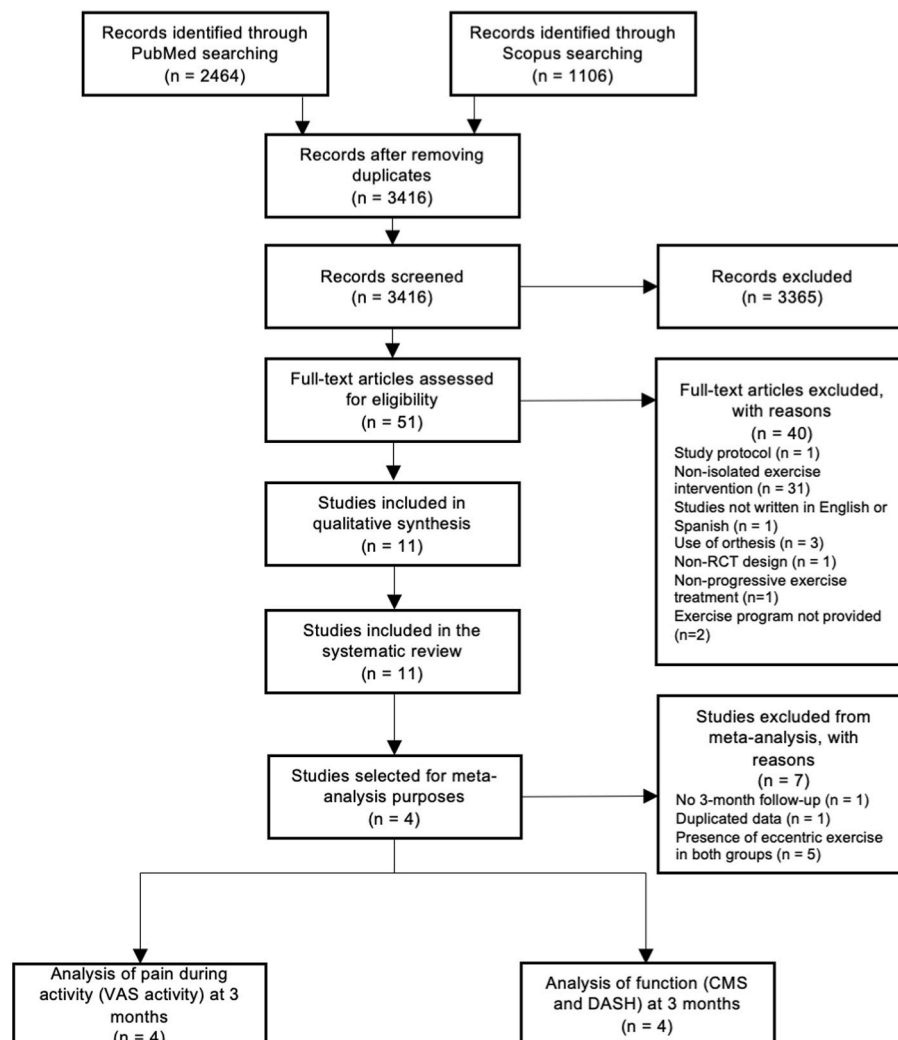 Records identified through
PubMed searching
(n = 2464)
Records identified through
Scopus searching
(n = 1106)
Records after removing
duplicates
(n = 3416)
Records screened
(n = 3416)
Records excluded
(n = 3365)
Full-text articles assessed
for eligibility
(n = 51)
Full-text articles excluded,
with reasons
(n = 40)
Study protocol (n = 1)
Non-isolated exercise
intervention (n = 31)
Studies not written in English or
Spanish (n = 1)
Use of orthesis (n = 3)
Non-RCT design (n = 1)
Non-progressive exercise
treatment (n=1)
Exercise program not provided
(n=2)
Studies included in
qualitative synthesis
(n = 11)
Studies included in the
systematic review
(n = 11)
Studies selected for meta-
analysis purposes
(n = 4)
Studies excluded from
meta-analysis, with
reasons
(n = 7)
No 3-month follow-up (n = 1)
Duplicated data (n = 1)
Presence of eccentric exercise
in both groups (n = 5)
Analysis of pain during
activity (VAS activity) at 3
months
(n = 4)
Analysis of function (CMS
and DASH) at 3 months
(n = 4)